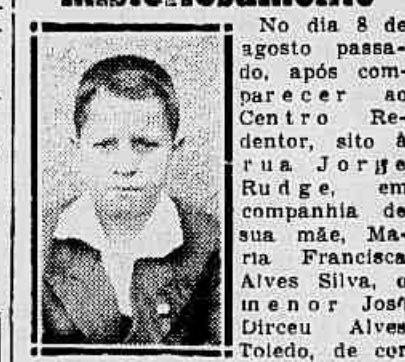 No dia 8 de
agosto passa-
do, após com-
parecer ao
Centro Re-
dentor, sito à
rua Jorge
Rudge, em
companhia de
sua mãe, Ma-
ria Francisca
Alves Silva, o
menor José
Dirceu Alves
Toledo, de cor